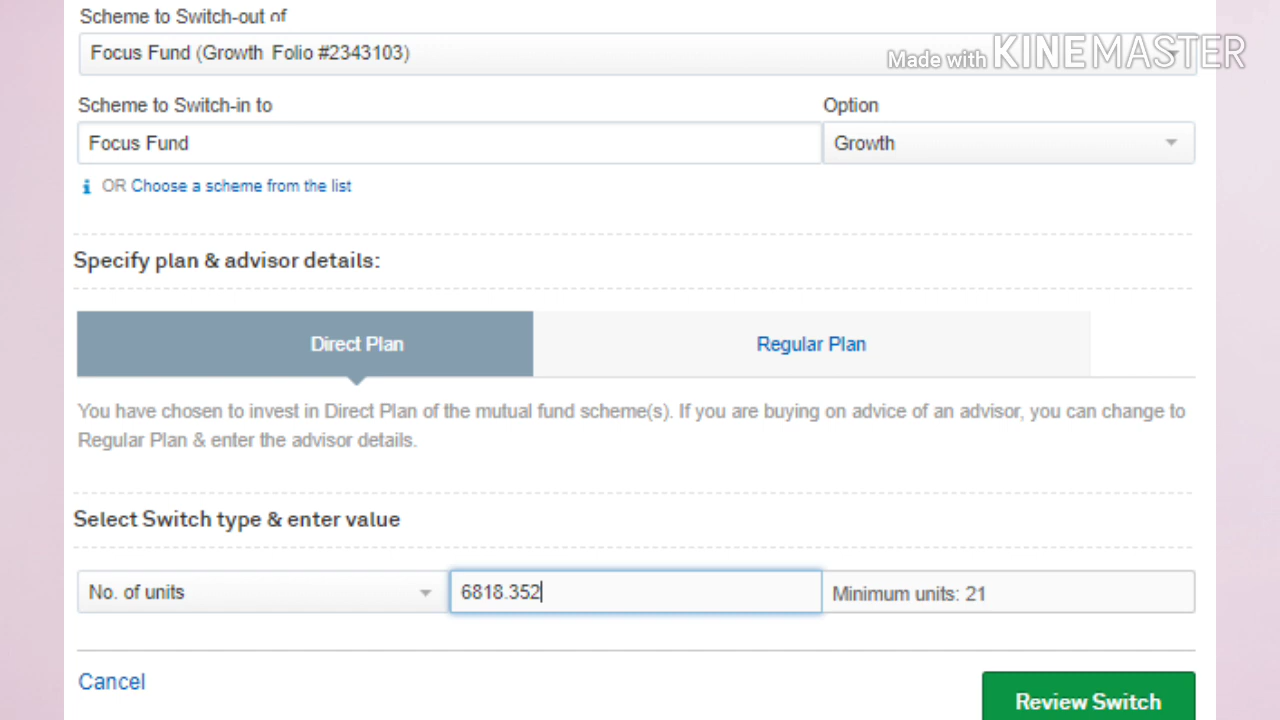 Scheme to Switch-out of
Focus Fund (Growth Folio #2343103)
Made with KINEMASTER
Scheme to Switch-in to
Option
Focus Fund
Growth
i OR Choose a scheme from the list
Specify plan & advisor details:
Direct Plan
Regular Plan
You have chosen to invest in Direct Plan of the mutual fund scheme(s). If you are buying on advice of an advisor, you can change to
Regular Plan & enter the advisor details.
Select Switch type & enter value
No. of units
6818.352
Minimum units: 21
Cancel
Review Switch